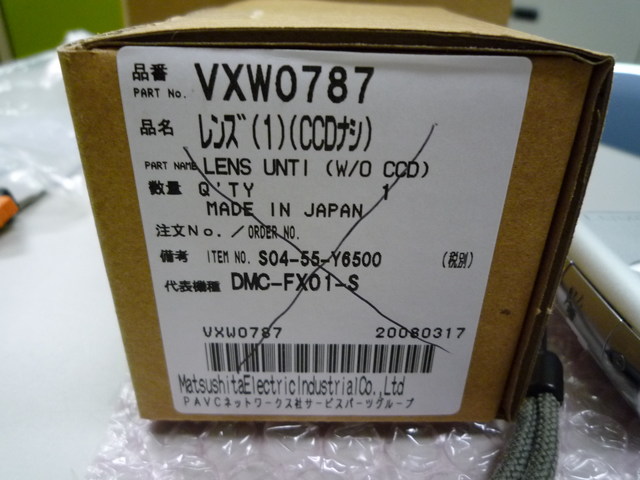 品番
PART No. VXW0787
品名 レンズ(1)(CCDナシ)
PART NAME LENS UNTI (W/O CCD)
数量 Q'TY 1
MADE IN JAPAN
注文No. / ORDER NO.
備考 ITEM NO. S04-55-Y6500 (税別)
代表機種 DMC-FX01-S
VXW0787 20080317
MatsushitaElectricIndustrialCo.,Ltd
PAVCネットワークス社サービスパーツグループ